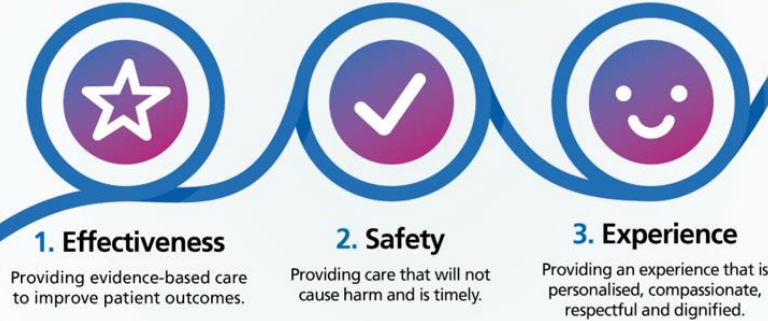 1. Effectiveness
Providing evidence-based care
to improve patient outcomes.
2. Safety
Providing care that will not
cause harm and is timely.
3. Experience
Providing an experience that is
personalised, compassionate,
respectful and dignified.